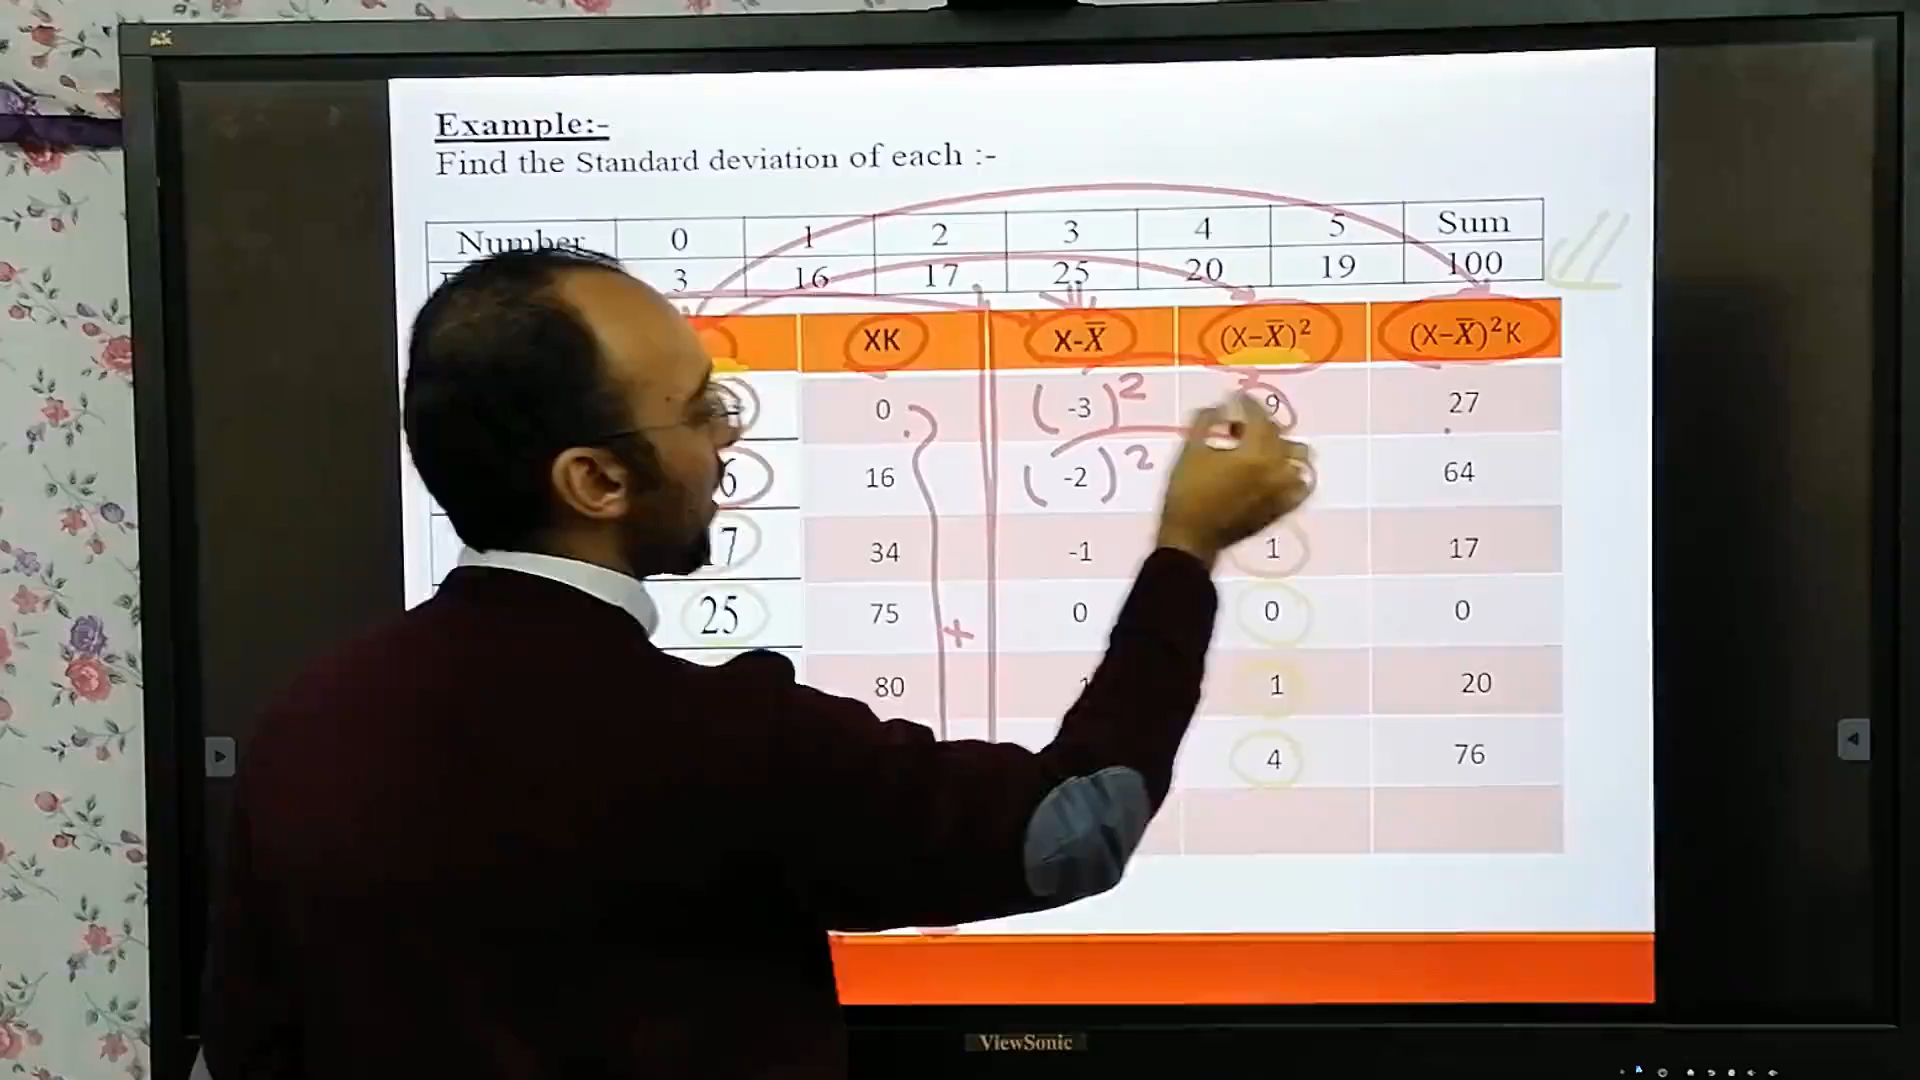 Example:-
Find the Standard deviation of each :-
Number 0 1 2 3 4 5 Sum
3 16 17 25 20 19 100
XK X-X̅ (X-X̅)² (X-X̅)²K
0 (-3)² 9 27
16 (-2)² 64
17 34 -1 1 17
25 75 0 0 0
+
80 1 20
4 76
ViewSonic